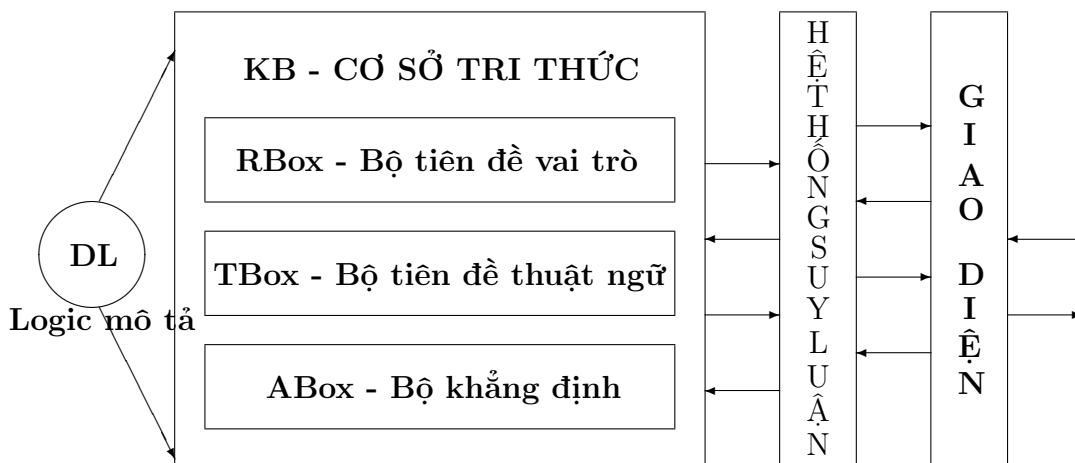 DL
Logic mô tả
KB - CƠ SỞ TRI THỨC
RBox - Bộ tiên đề vai trò
TBox - Bộ tiên đề thuật ngữ
ABox - Bộ khẳng định
HỆ THỐNG SUY LUẬN
GIAO DIỆN